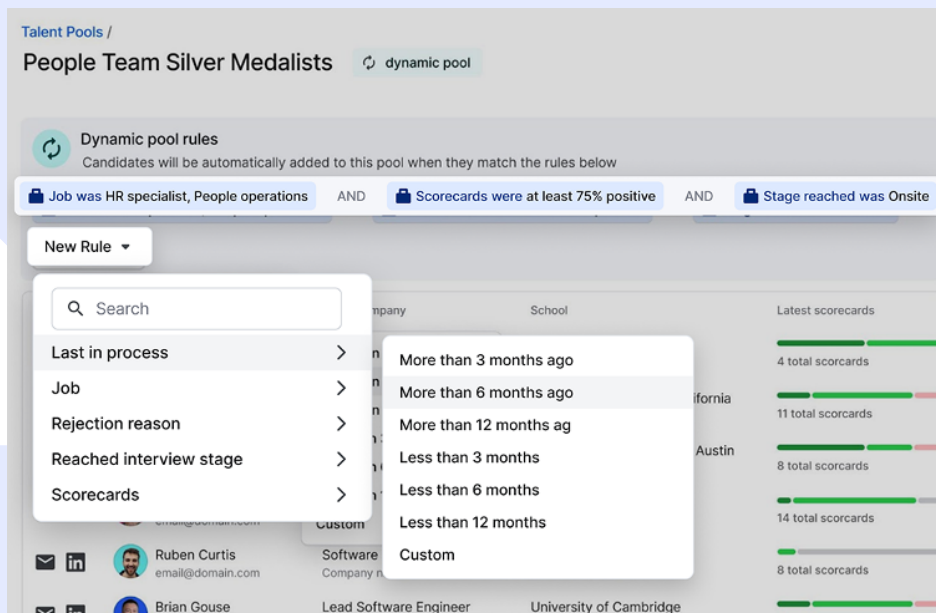 Talent Pools /
People Team Silver Medalists
dynamic pool
Dynamic pool rules
Candidates will be automatically added to this pool when they match the rules below
Job was HR specialist, People operations AND Scorecards were at least 75% positive AND Stage reached was Onsite
New Rule
Search
mpany School Latest scorecards
Last in process
Job
Rejection reason
Reached interview stage
Scorecards
More than 3 months ago
More than 6 months ago
More than 12 months ag
Less than 3 months
Less than 6 months
Less than 12 months
Custom
Custom
4 total scorcards
ifornia
11 total scorcards
Austin
8 total scorcards
14 total scorcards
email@domain.com
in Ruben Curtis Software
email@domain.com Company n
8 total scorcards
Brian Gouse Lead Software Engineer University of Cambridge